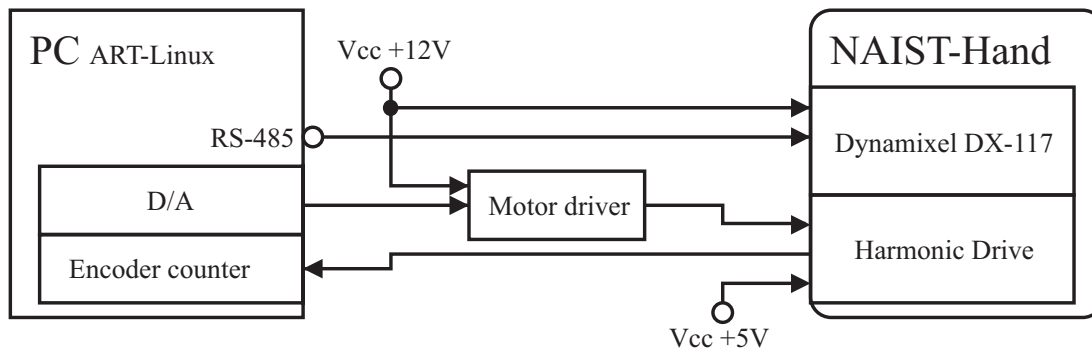 PC ART-Linux
Vcc +12V
NAIST-Hand
RS-485
Dynamixel DX-117
D/A
Motor driver
Encoder counter
Harmonic Drive
Vcc +5V